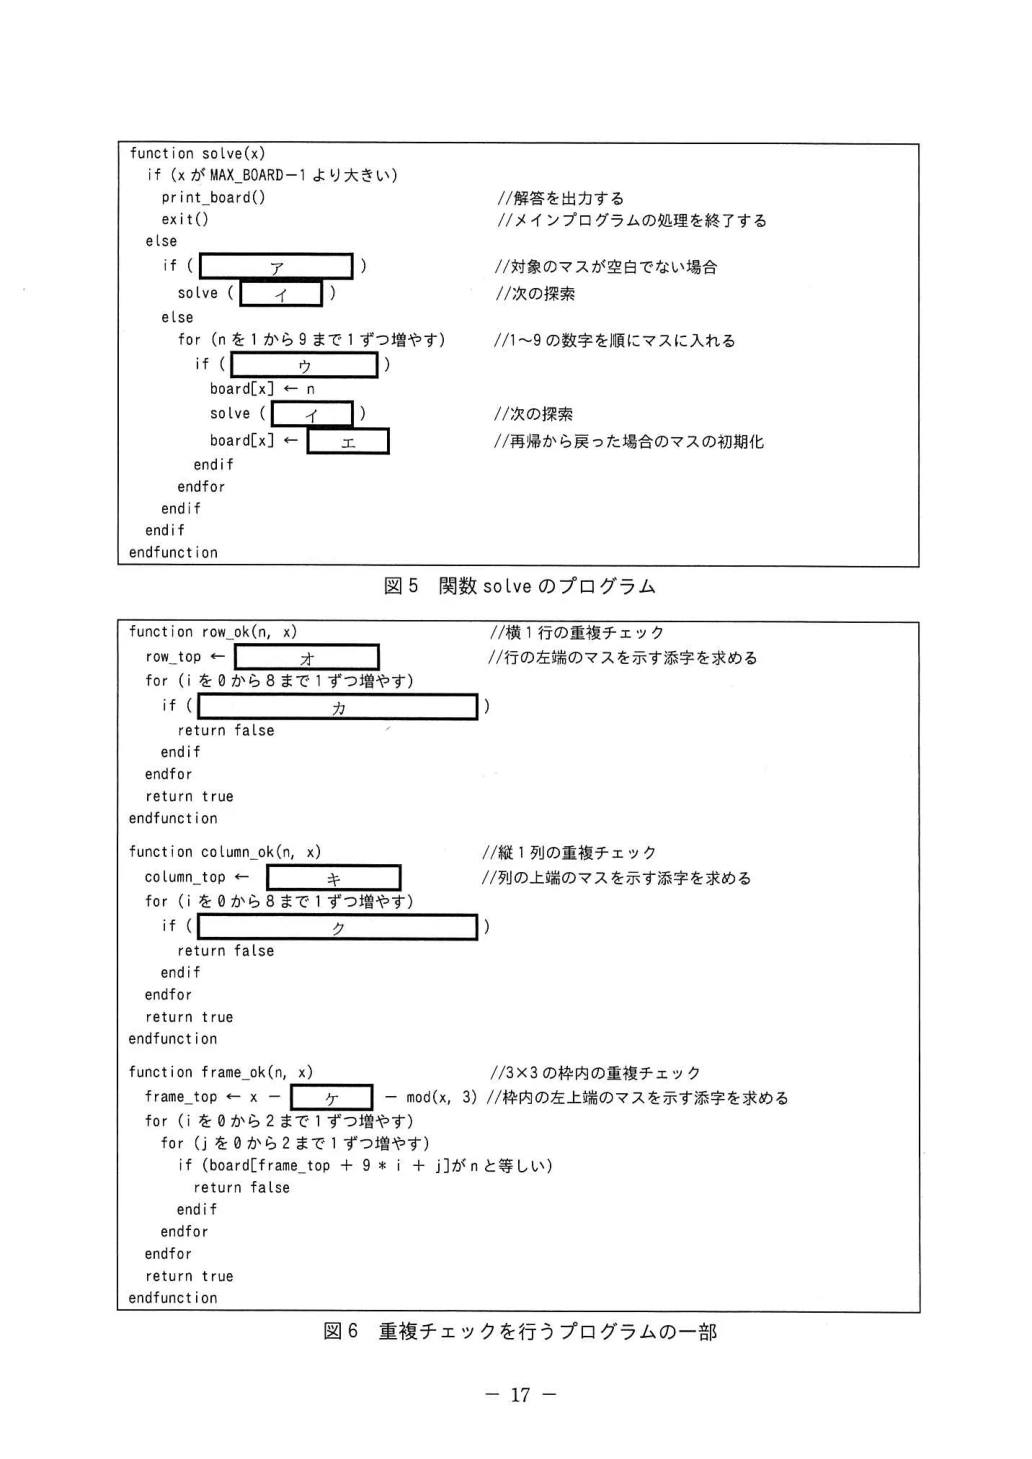 function solve(x)
if (x が MAX_BOARD－1 より大きい)
print_board() //解答を出力する
exit() //メインプログラムの処理を終了する
else
if ( ア ) //対象のマスが空白でない場合
solve ( イ ) //次の探索
else
for (n を 1 から 9 まで 1 ずつ増やす) //1～9 の数字を順にマスに入れる
if ( ウ )
board[x] ← n
solve ( イ ) //次の探索
board[x] ← エ //再帰から戻った場合のマスの初期化
endif
endfor
endif
endif
endfunction
図5 関数 solve のプログラム
function row_ok(n, x) //横 1 行の重複チェック
row_top ← オ //行の左端のマスを示す添字を求める
for (i を 0 から 8 まで 1 ずつ増やす)
if ( カ )
return false
endif
endfor
return true
endfunction
function column_ok(n, x) //縦 1 列の重複チェック
column_top ← キ //列の上端のマスを示す添字を求める
for (i を 0 から 8 まで 1 ずつ増やす)
if ( ク )
return false
endif
endfor
return true
endfunction
function frame_ok(n, x) //3×3 の枠内の重複チェック
frame_top ← x － ケ － mod(x, 3) //枠内の左上端のマスを示す添字を求める
for (i を 0 から 2 まで 1 ずつ増やす)
for (j を 0 から 2 まで 1 ずつ増やす)
if (board[frame_top + 9 * i + j]が n と等しい)
return false
endif
endfor
endfor
return true
endfunction
図6 重複チェックを行うプログラムの一部
－ 17 －